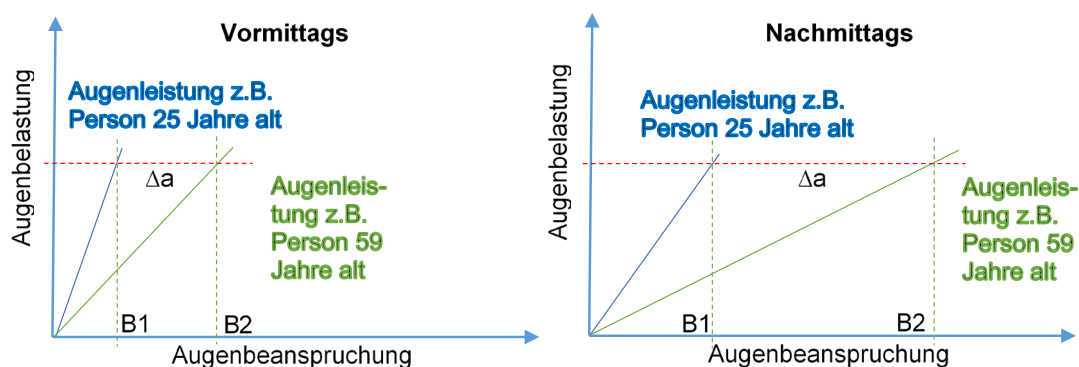 Vormittags
Augenbelastung
Augenleistung z.B.
Person 25 Jahre alt
Δa
Augenleis-
tung z.B.
Person 59
Jahre alt
B1
B2
Augenbeanspruchung
Nachmittags
Augenbelastung
Augenleistung z.B.
Person 25 Jahre alt
Δa
Augenleis-
tung z.B.
Person 59
Jahre alt
B1
B2
Augenbeanspruchung